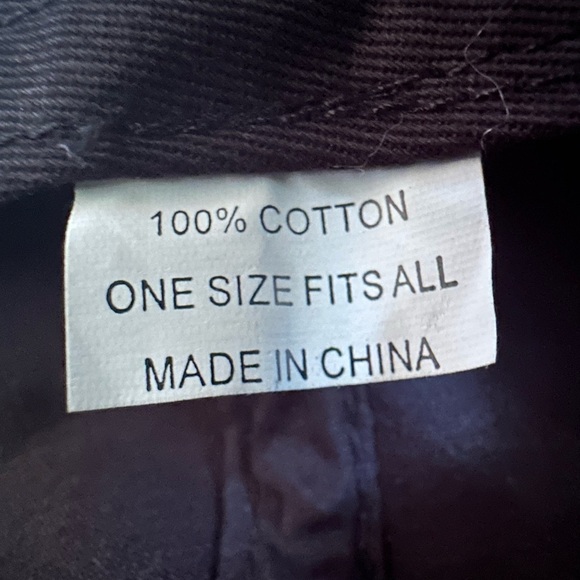 100% COTTON
ONE SIZE FITS ALL
MADE IN CHINA